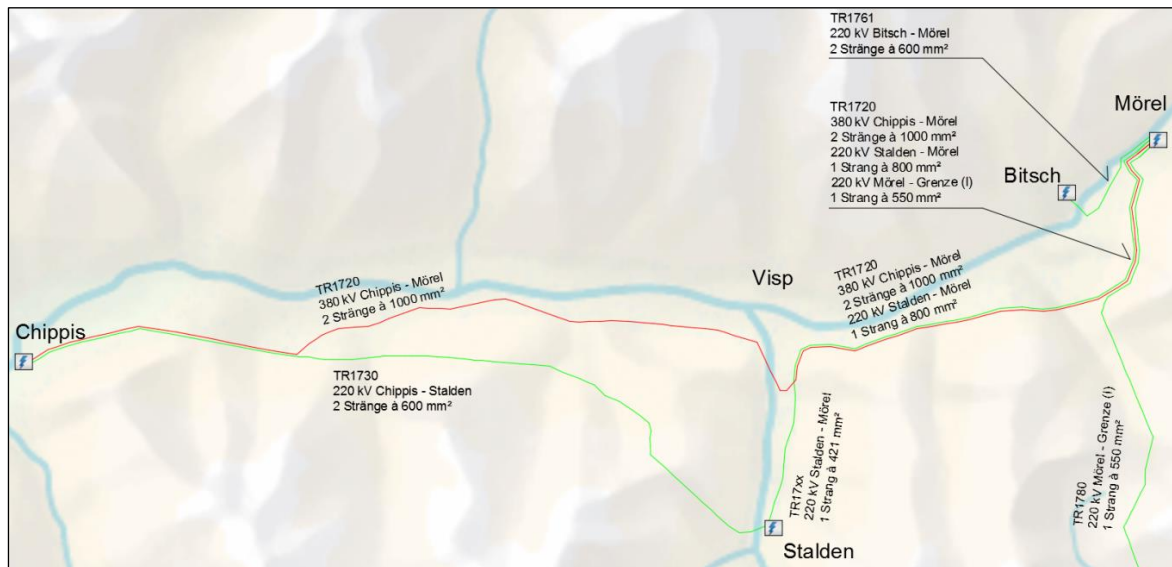 TR1761
220 kV Bitsch - Mörel
2 Stränge à 600 mm²
Mörel
TR1720
380 kV Chippis - Mörel
2 Stränge à 1000 mm²
220 kV Stalden - Mörel
1 Strang à 800 mm²
220 kV Mörel - Grenze (I)
1 Strang à 550 mm²
Bitsch
Visp
TR1720
380 kV Chippis - Mörel
2 Stränge à 1000 mm²
220 kV Stalden - Mörel
1 Strang à 800 mm²
TR1720
380 kV Chippis - Mörel
2 Stränge à 1000 mm²
Chippis
TR1730
220 kV Chippis - Stalden
2 Stränge à 600 mm²
TR17xx
220 kV Stalden - Mörel
1 Strang à 421 mm²
TR1780
220 kV Mörel - Grenze (I)
1 Strang à 550 mm²
Stalden